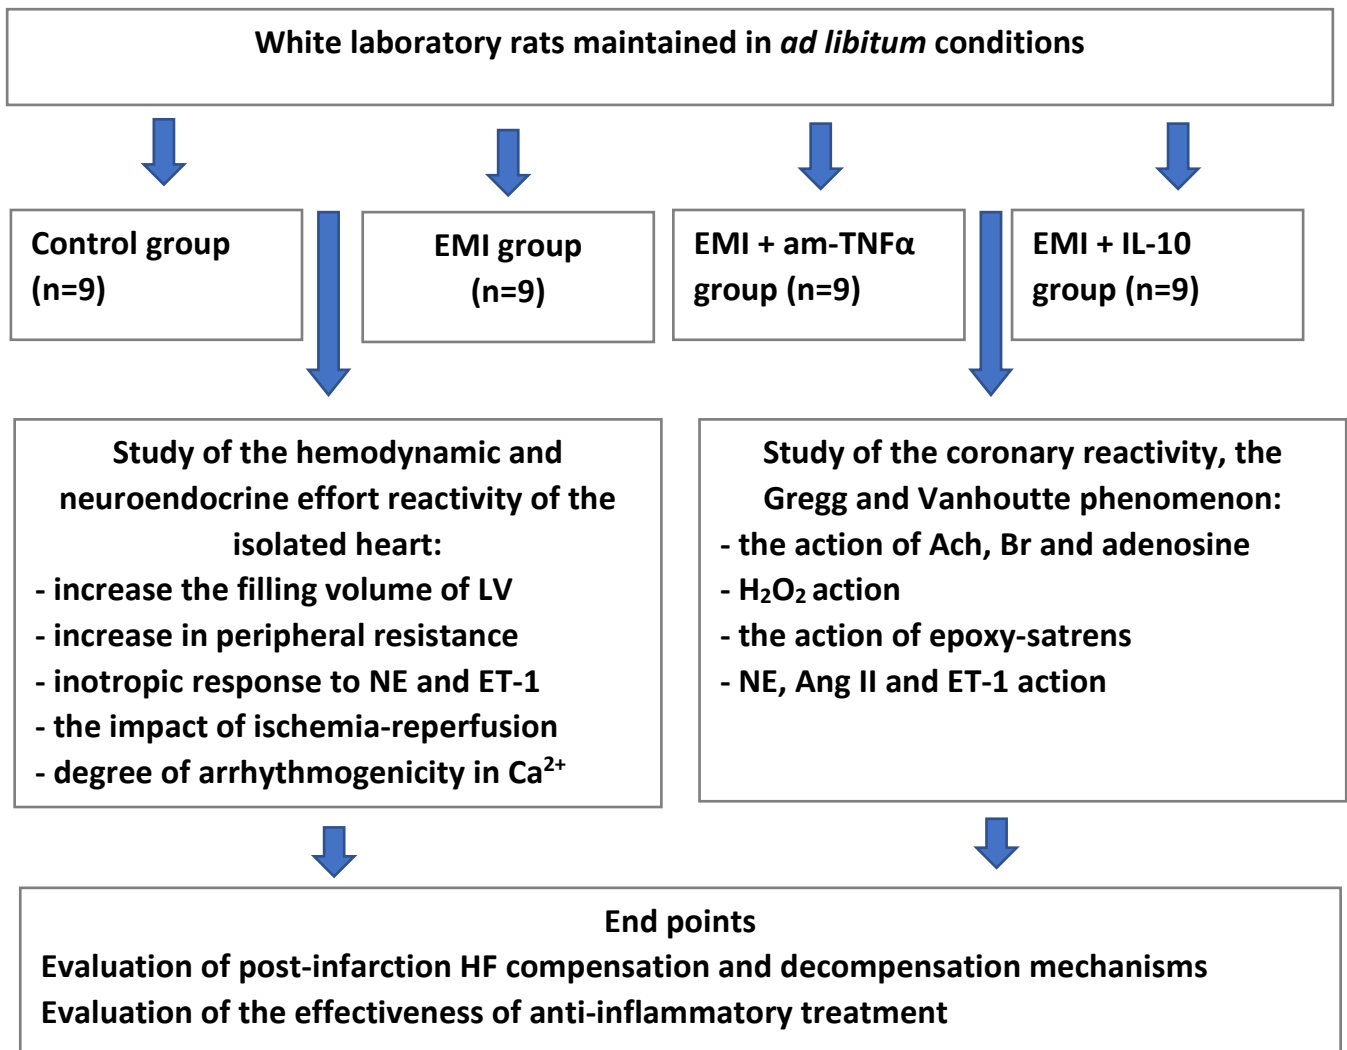 White laboratory rats maintained in ad libitum conditions
Control group
(n=9)
EMI group
(n=9)
EMI + am-TNFα
group (n=9)
EMI + IL-10
group (n=9)
Study of the hemodynamic and
neuroendocrine effort reactivity of the
isolated heart:
- increase the filling volume of LV
- increase in peripheral resistance
- inotropic response to NE and ET-1
- the impact of ischemia-reperfusion
- degree of arrhythmogenicity in Ca²⁺
Study of the coronary reactivity, the
Gregg and Vanhoutte phenomenon:
- the action of Ach, Br and adenosine
- H₂O₂ action
- the action of epoxy-satrens
- NE, Ang II and ET-1 action
End points
Evaluation of post-infarction HF compensation and decompensation mechanisms
Evaluation of the effectiveness of anti-inflammatory treatment